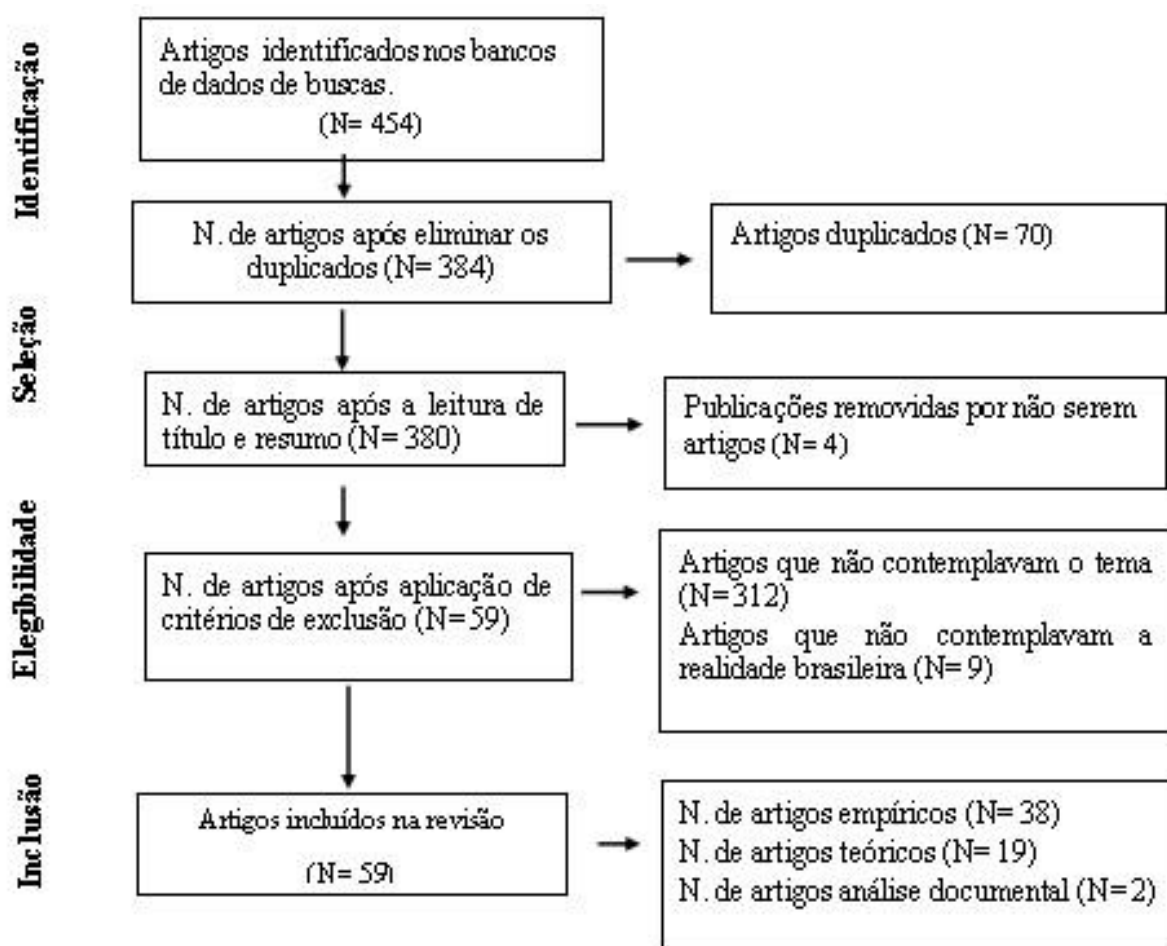 Identificação
Artigos identificados nos bancos
de dados de buscas.
(N= 454)
N. de artigos após eliminar os
duplicados (N= 384)
Artigos duplicados (N= 70)
Seleção
N. de artigos após a leitura de
título e resumo (N= 380)
Publicações removidas por não serem
artigos (N= 4)
Elegibilidade
N. de artigos após aplicação de
critérios de exclusão (N= 59)
Artigos que não contemplavam o tema
(N= 312)
Artigos que não contemplavam a
realidade brasileira (N= 9)
Inclusão
Artigos incluídos na revisão
(N= 59)
N. de artigos empíricos (N= 38)
N. de artigos teóricos (N= 19)
N. de artigos análise documental (N= 2)